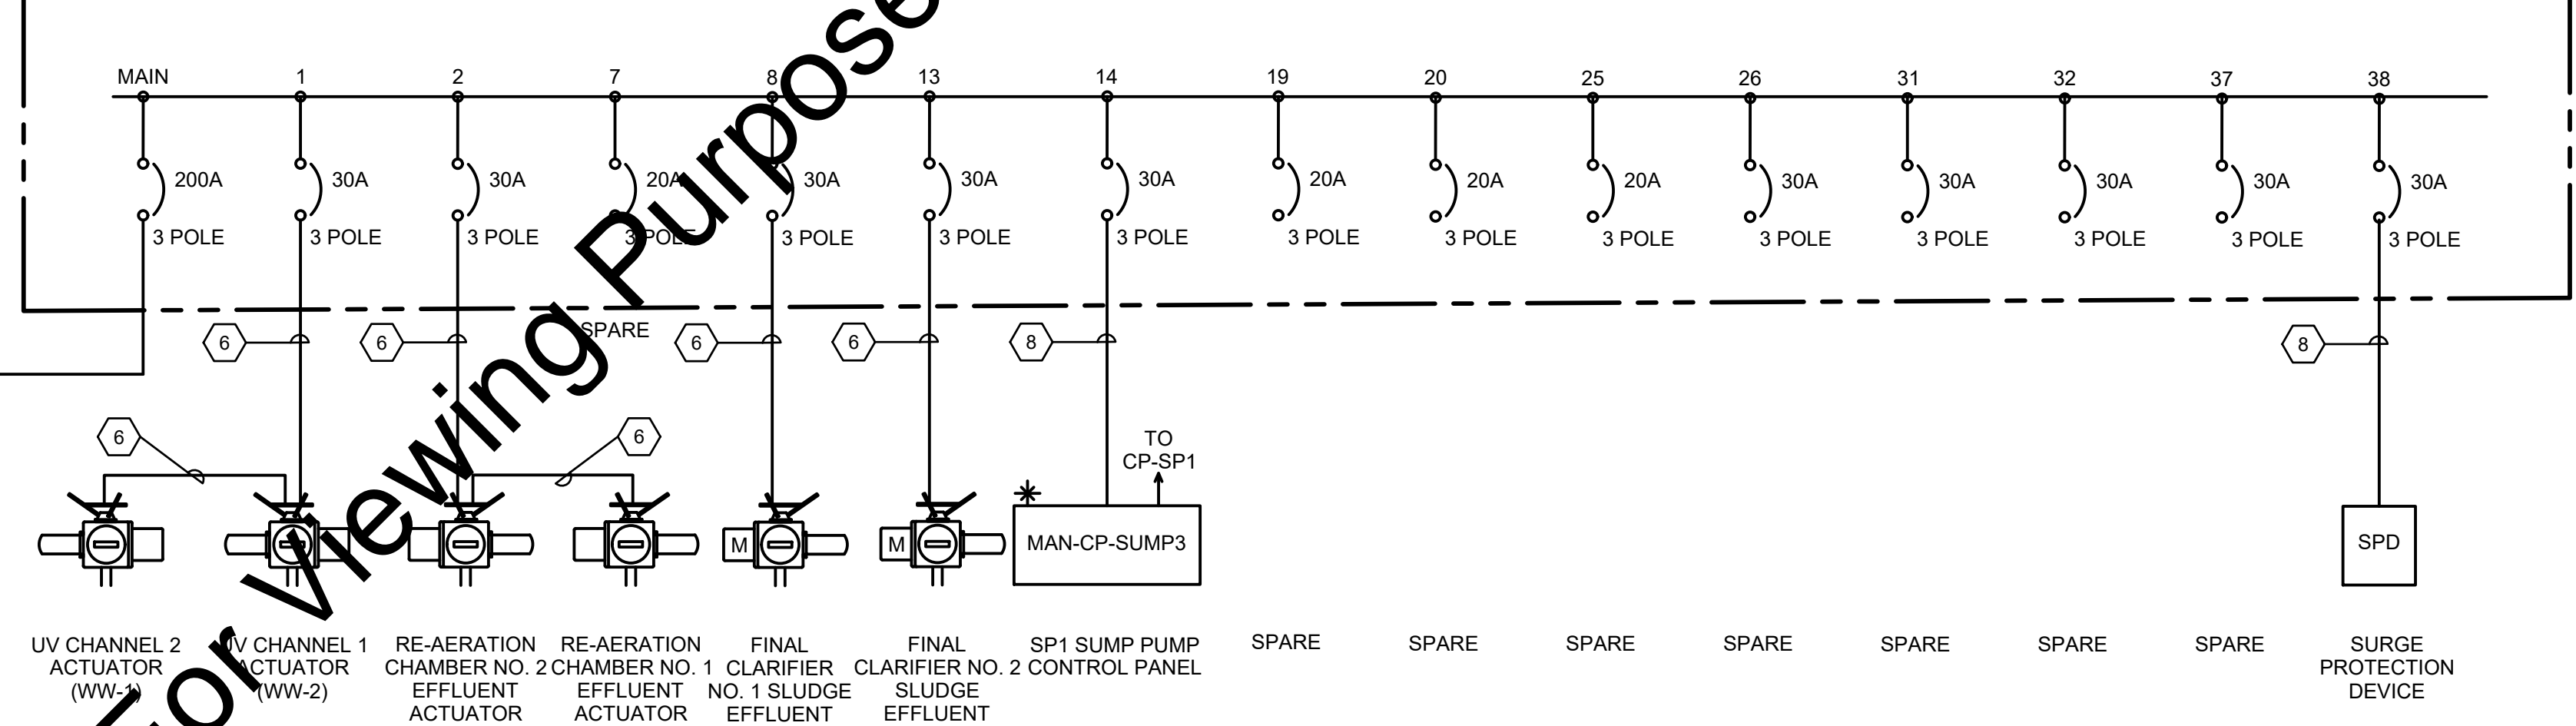 MAIN 1 2 7 8 13 14 19 20 25 26 31 32 37 38
200A 30A 30A 20A 30A 30A 30A 20A 20A 20A 30A 30A 30A 30A 30A
3 POLE 3 POLE 3 POLE 3 POLE 3 POLE 3 POLE 3 POLE 3 POLE 3 POLE 3 POLE 3 POLE 3 POLE 3 POLE 3 POLE 3 POLE
SPARE
6 6 6 6 8 8
6 6
TO
CP-SP1
M M MAN-CP-SUMP3 SPD
UV CHANNEL 2
ACTUATOR
(WW-1)
UV CHANNEL 1
ACTUATOR
(WW-2)
RE-AERATION
CHAMBER NO. 2
EFFLUENT
ACTUATOR
RE-AERATION
CHAMBER NO. 1
EFFLUENT
ACTUATOR
FINAL
CLARIFIER
NO. 1 SLUDGE
EFFLUENT
FINAL
CLARIFIER NO. 2
SLUDGE
EFFLUENT
SP1 SUMP PUMP
CONTROL PANEL
SPARE
SPARE
SPARE
SPARE
SPARE
SPARE
SPARE
SURGE
PROTECTION
DEVICE
For Viewing Purpose